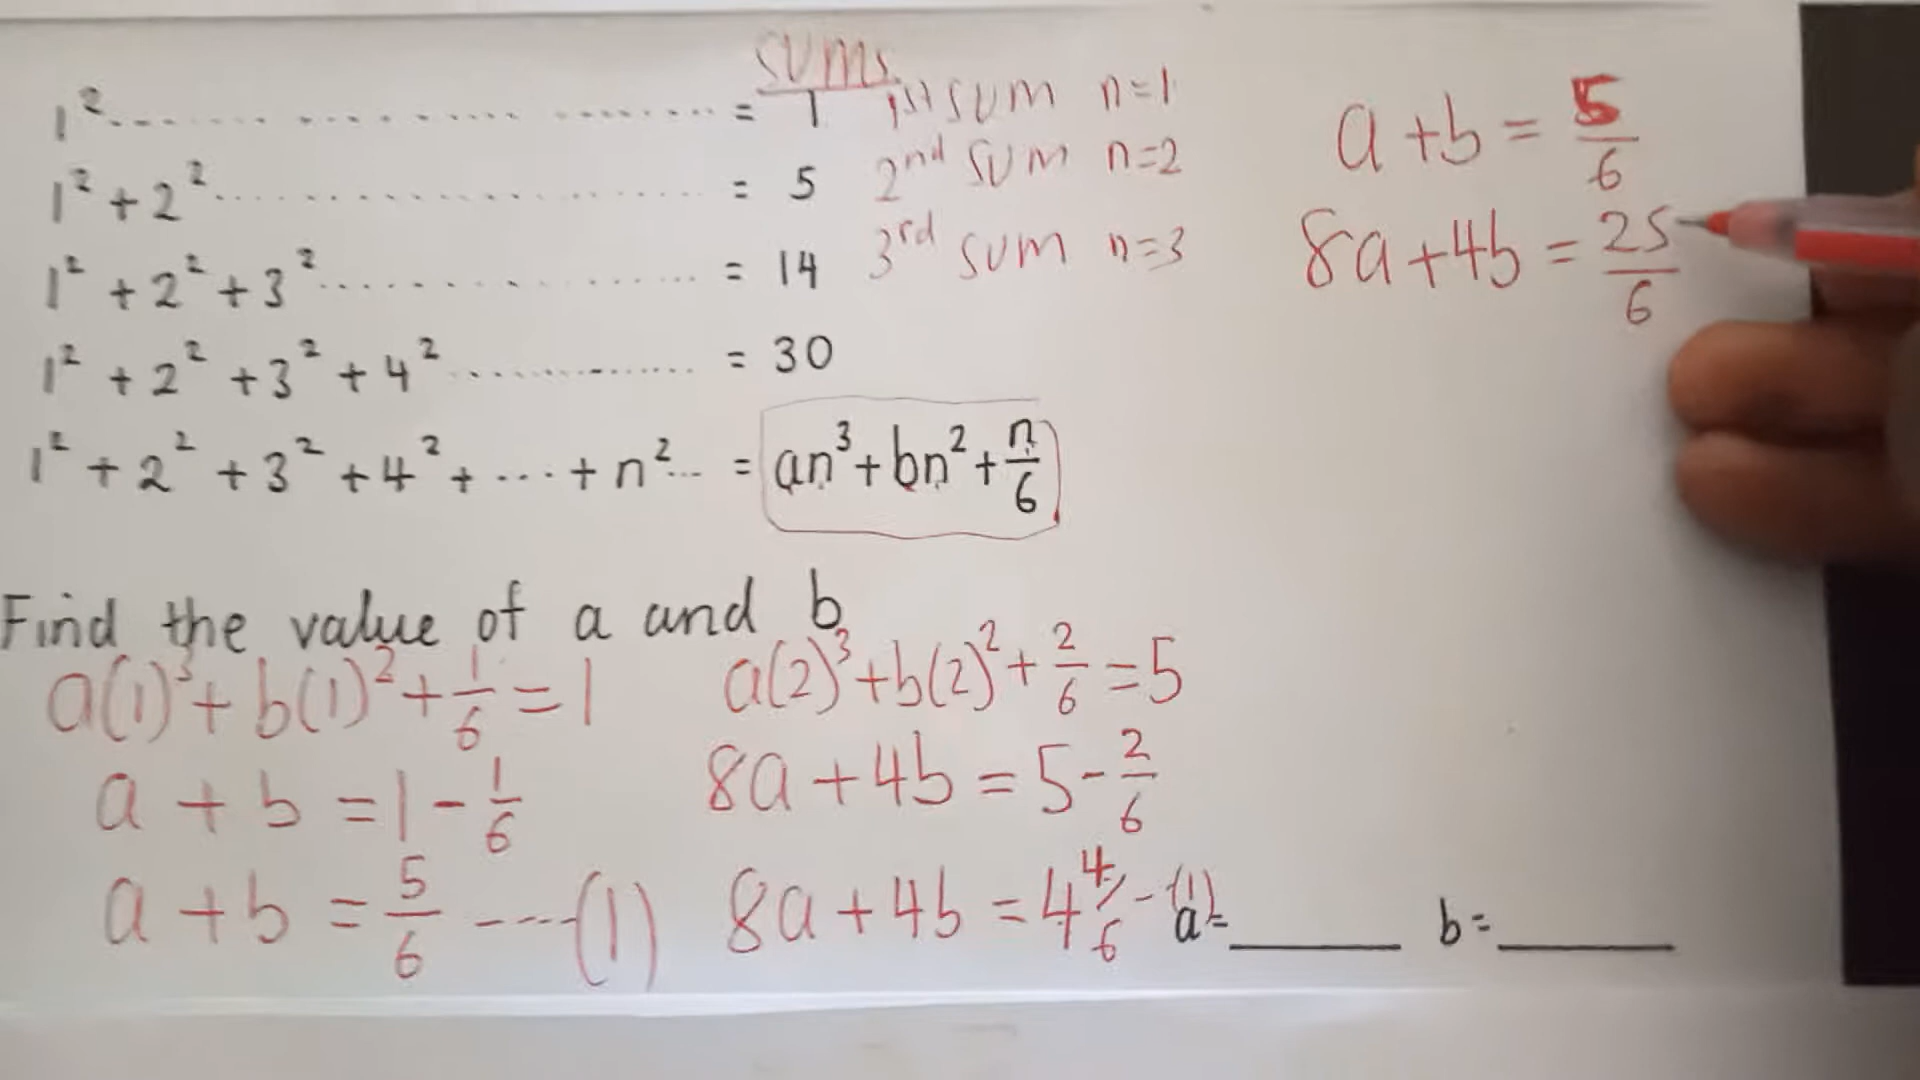 sums
1² ............ = 1 1st sum n=1
1² + 2² ............ = 5 2nd sum n=2
1² + 2² + 3² ............ = 14 3rd sum n=3
1² + 2² + 3² + 4² ............ = 30
1² + 2² + 3² + 4² + ... + n² ... = an³ + bn² + n/6
Find the value of a and b
a(1)³ + b(1)² + 1/6 = 1
a + b = 1 - 1/6
a + b = 5/6 ----(1)
a(2)³ + b(2)² + 2/6 = 5
8a + 4b = 5 - 2/6
8a + 4b = 4 4/6 - (1)
a= ______ b= ______
a + b = 5/6
8a + 4b = 25/6